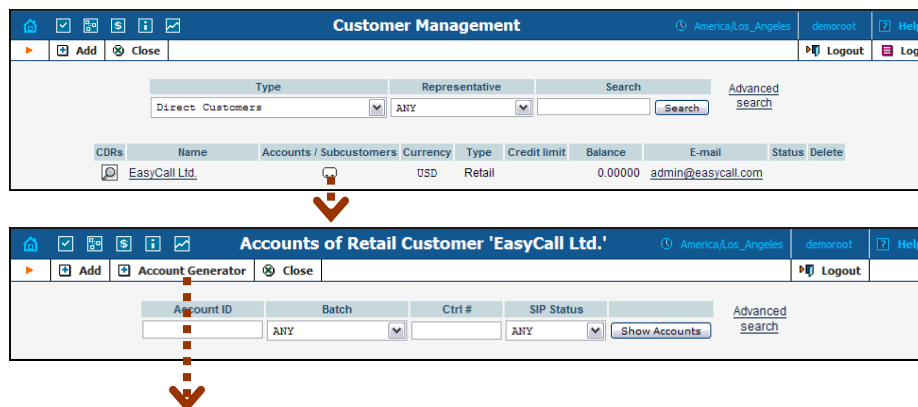 Customer Management America/Los_Angeles demoroot Help
Add Close Logout Log
Type Representative Search Advanced search
Direct Customers ANY Search
CDRs Name Accounts / Subcustomers Currency Type Credit limit Balance E-mail Status Delete
EasyCall Ltd. USD Retail 0.00000 admin@easycall.com
Accounts of Retail Customer 'EasyCall Ltd.' America/Los_Angeles demoroot Help
Add Account Generator Close Logout
Account ID Batch Ctrl # SIP Status Advanced search
ANY ANY Show Accounts